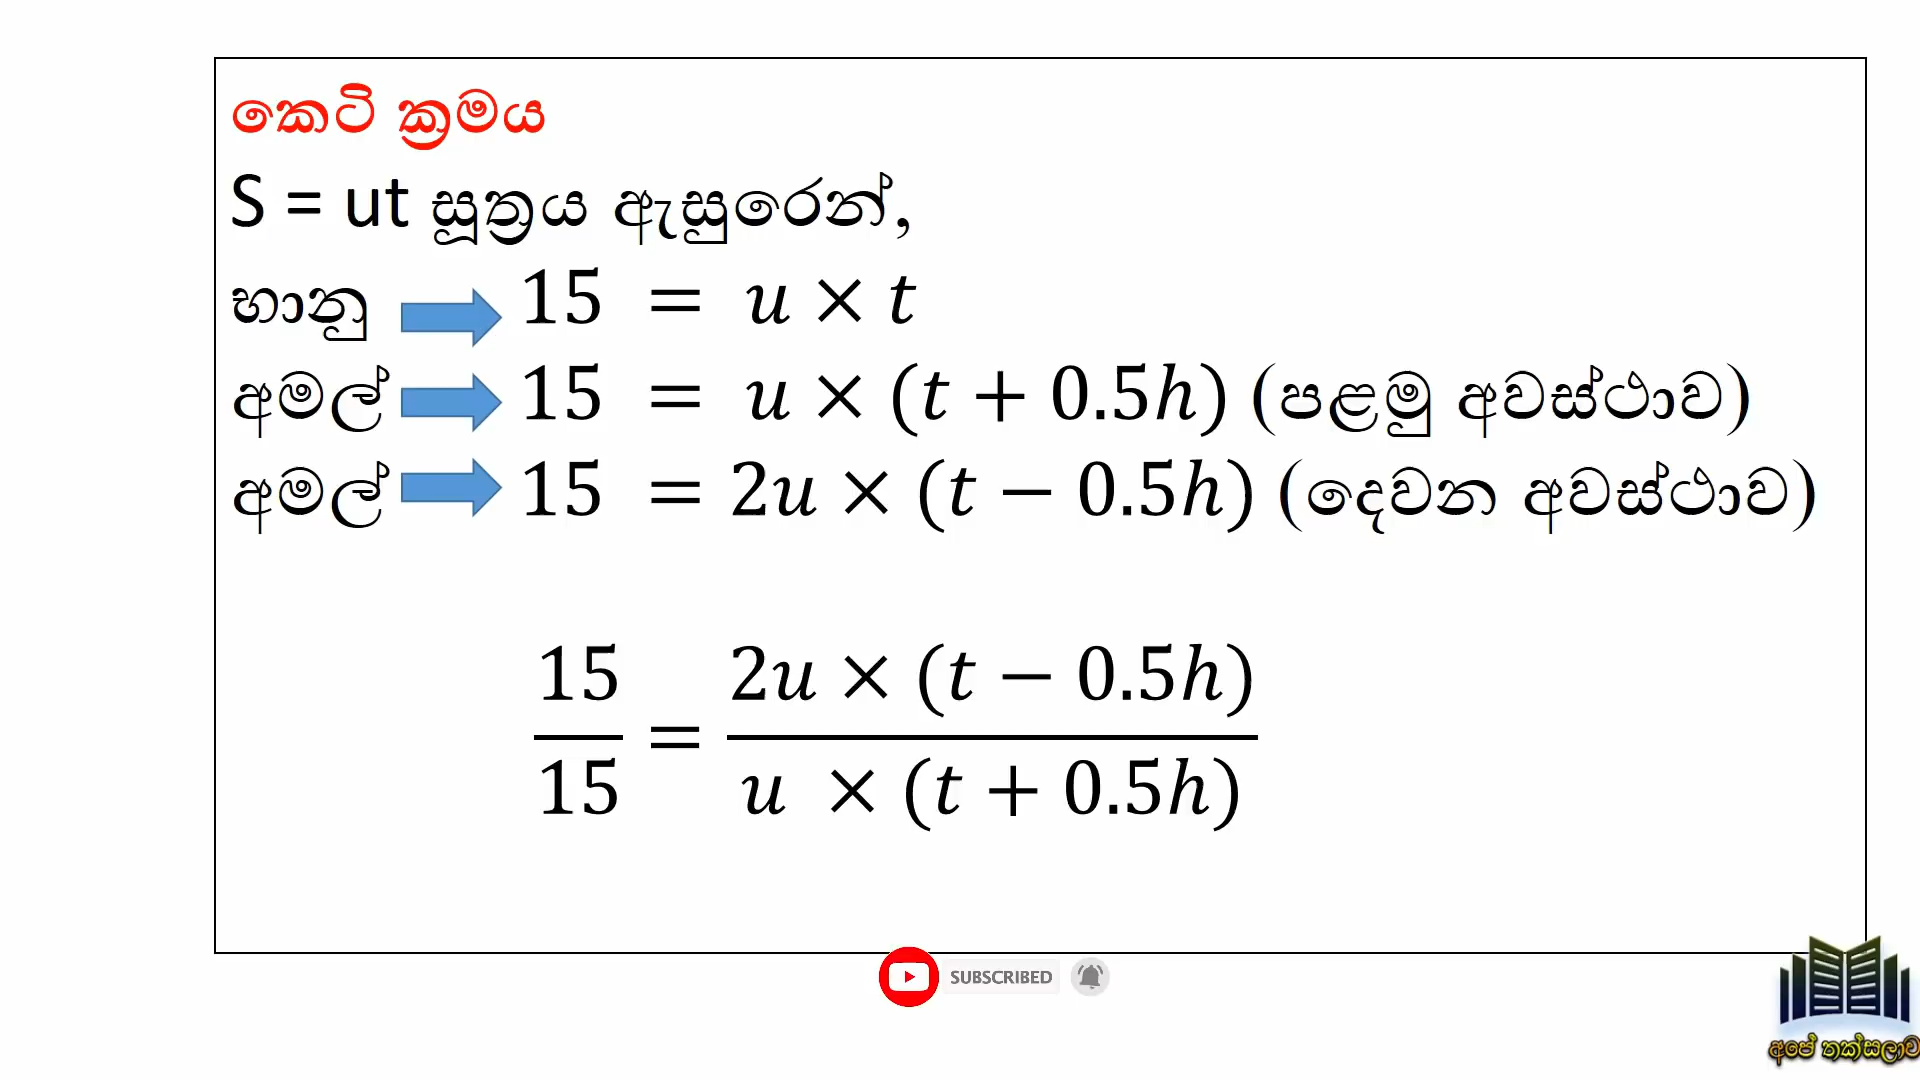 කෙටි ක්‍රමය
S = ut සූත්‍රය ඇසුරෙන්,
භානු 15 = u × t
අමල් 15 = u × (t + 0.5h) (පළමු අවස්ථාව)
අමල් 15 = 2u × (t − 0.5h) (දෙවන අවස්ථාව)
15/15 = 2u × (t − 0.5h)/u × (t + 0.5h)
SUBSCRIBED
අපේ තක්සලාව